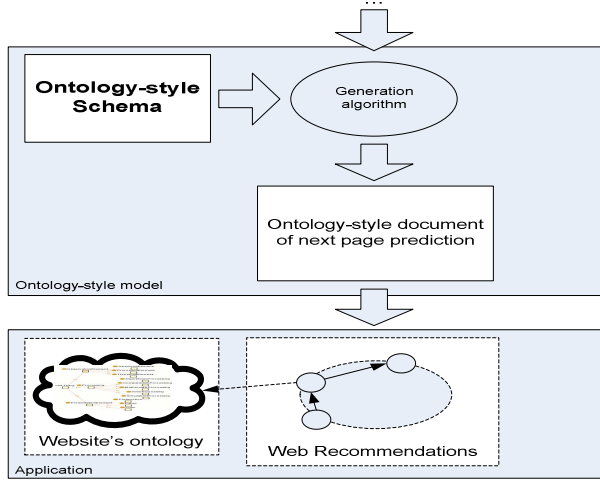 ...
Ontology-style
Schema
Generation
algorithm
Ontology-style document
of next page prediction
Ontology-style model
Website's ontology
Web Recommendations
Application